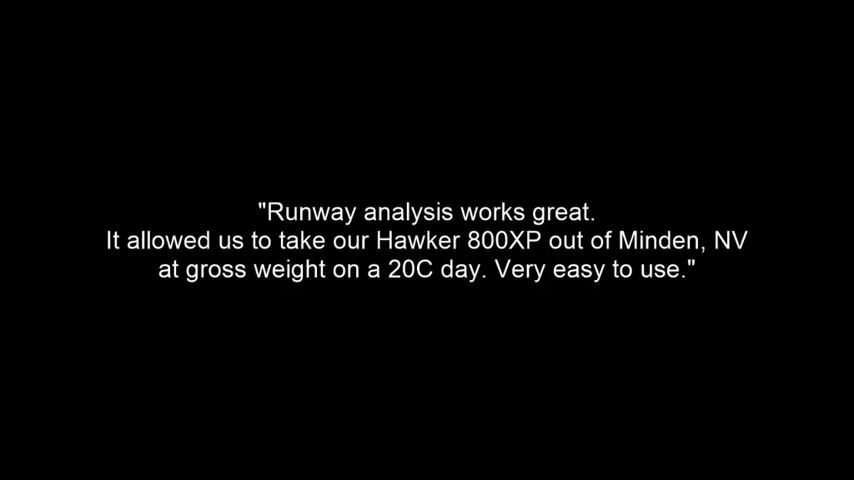 "Runway analysis works great.
It allowed us to take our Hawker 800XP out of Minden, NV
at gross weight on a 20C day. Very easy to use."